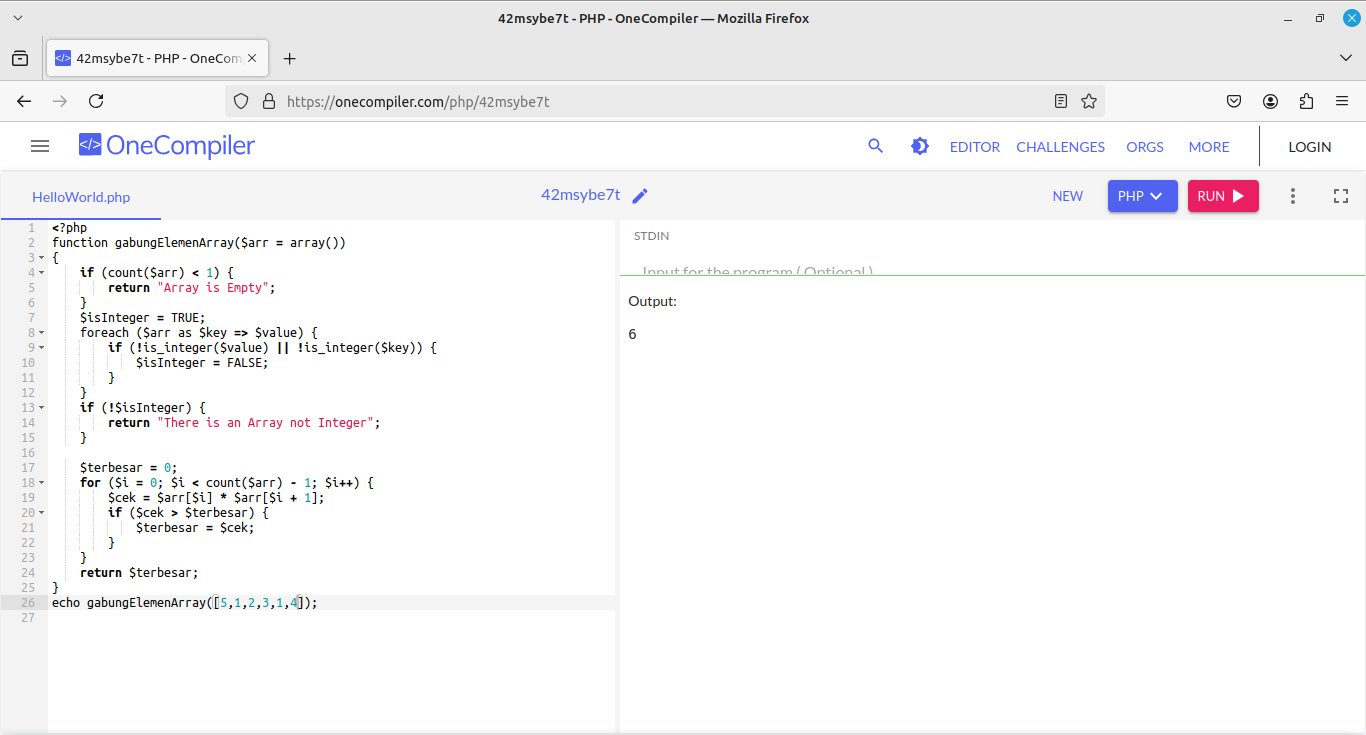 42msybe7t - PHP - OneCompiler — Mozilla Firefox
42msybe7t - PHP - OneCom
https://onecompiler.com/php/42msybe7t
</> OneCompiler
EDITOR CHALLENGES ORGS MORE LOGIN
HelloWorld.php
42msybe7t
NEW PHP RUN
1 <?php
2 function gabungElemenArray($arr = array())
3 {
4     if (count($arr) < 1) {
5         return "Array is Empty";
6     }
7     $isInteger = TRUE;
8     foreach ($arr as $key => $value) {
9         if (!is_integer($value) || !is_integer($key)) {
10             $isInteger = FALSE;
11         }
12     }
13     if (!$isInteger) {
14         return "There is an Array not Integer";
15     }
16
17     $terbesar = 0;
18     for ($i = 0; $i < count($arr) - 1; $i++) {
19         $cek = $arr[$i] * $arr[$i + 1];
20         if ($cek > $terbesar) {
21             $terbesar = $cek;
22         }
23     }
24     return $terbesar;
25 }
26 echo gabungElemenArray([5,1,2,3,1,4]);
27
STDIN
Input for the program ( Optional )
Output:
6